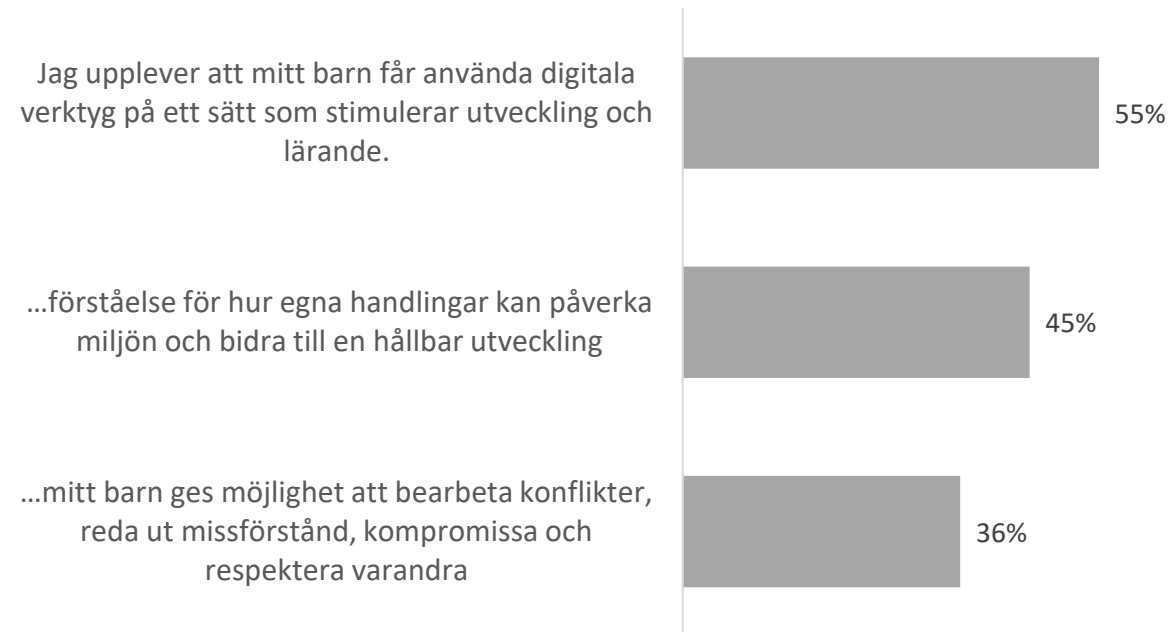 Jag upplever att mitt barn får använda digitala
verktyg på ett sätt som stimulerar utveckling och
lärande.
55%
…förståelse för hur egna handlingar kan påverka
miljön och bidra till en hållbar utveckling
45%
…mitt barn ges möjlighet att bearbeta konflikter,
reda ut missförstånd, kompromissa och
respektera varandra
36%